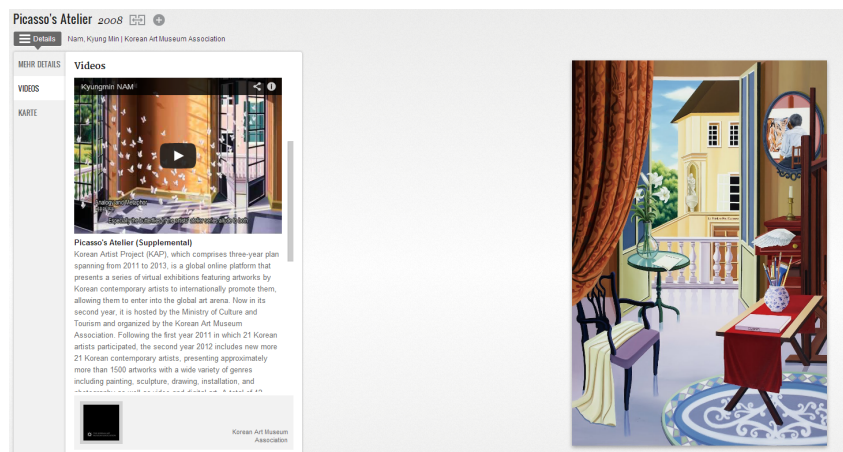 Picasso's Atelier 2008
Details
Nam, Kyung Min | Korean Art Museum Association
MEHR DETAILS
VIDEOS
KARTE
Videos
Kyungmin NAM
Analogy and Metaphor
Picasso's Atelier (Supplemental)
Korean Artist Project (KAP), which comprises three-year plan
spanning from 2011 to 2013, is a global online platform that
presents a series of virtual exhibitions featuring artworks by
Korean contemporary artists to internationally promote them,
allowing them to enter into the global art arena. Now in its
second year, it is hosted by the Ministry of Culture and
Tourism and organized by the Korean Art Museum
Association. Following the first year 2011 in which 21 Korean
artists participated, the second year 2012 includes new more
21 Korean contemporary artists, presenting approximately
more than 1500 artworks with a wide variety of genres
including painting, sculpture, drawing, installation, and
Korean Art Museum
Association